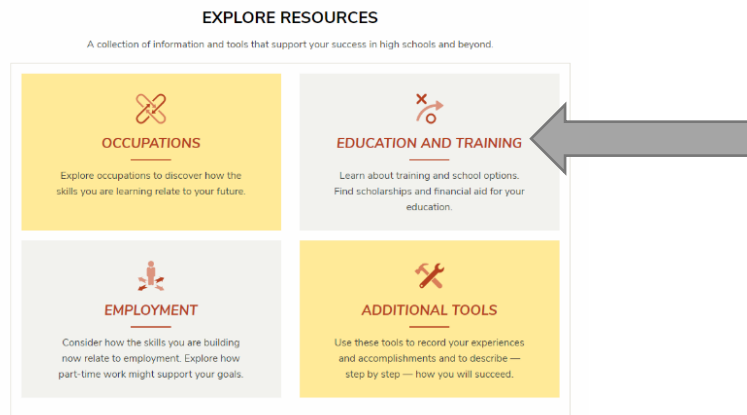 EXPLORE RESOURCES
A collection of information and tools that support your success in high schools and beyond.
OCCUPATIONS
Explore occupations to discover how the
skills you are learning relate to your future.
EDUCATION AND TRAINING
Learn about training and school options.
Find scholarships and financial aid for your
education.
EMPLOYMENT
Consider how the skills you are building
now relate to employment. Explore how
part-time work might support your goals.
ADDITIONAL TOOLS
Use these tools to record your experiences
and accomplishments and to describe —
step by step — how you will succeed.